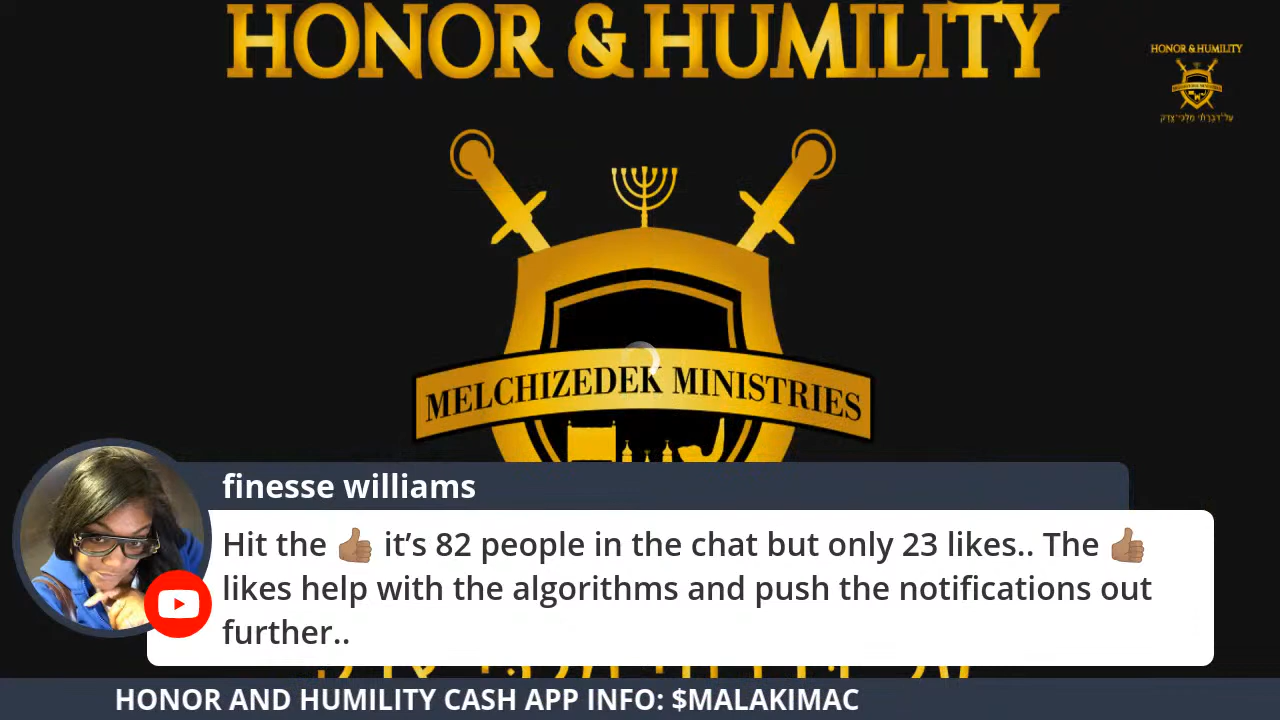 HONOR & HUMILITY
HONOR & HUMILITY
MELCHIZEDEK MINISTRIES
finesse williams
Hit the 👍🏽 it’s 82 people in the chat but only 23 likes.. The 👍🏽
likes help with the algorithms and push the notifications out
further..
HONOR AND HUMILITY CASH APP INFO: $MALAKIMAC